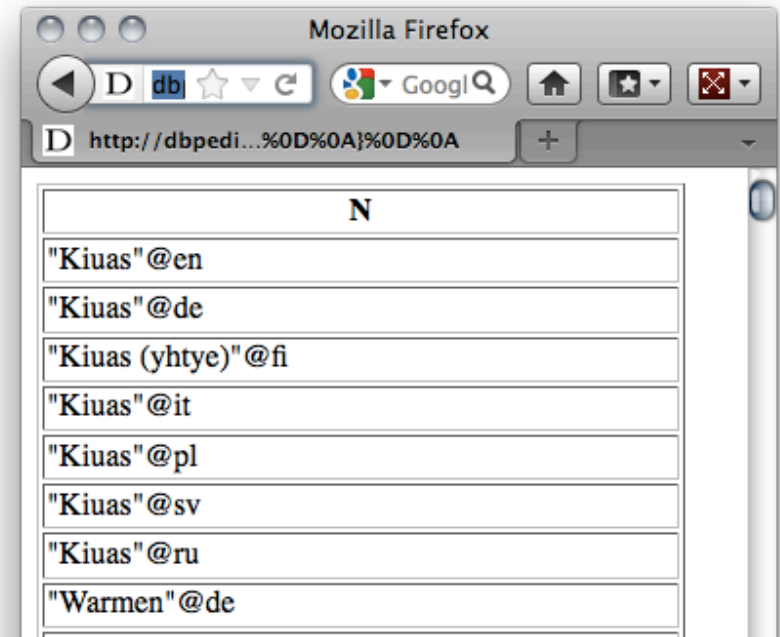 Mozilla Firefox
D db Googl
D http://dbpedi...%0D%0A}%0D%0A
N
"Kiuas"@en
"Kiuas"@de
"Kiuas (yhtye)"@fi
"Kiuas"@it
"Kiuas"@pl
"Kiuas"@sv
"Kiuas"@ru
"Warmen"@de